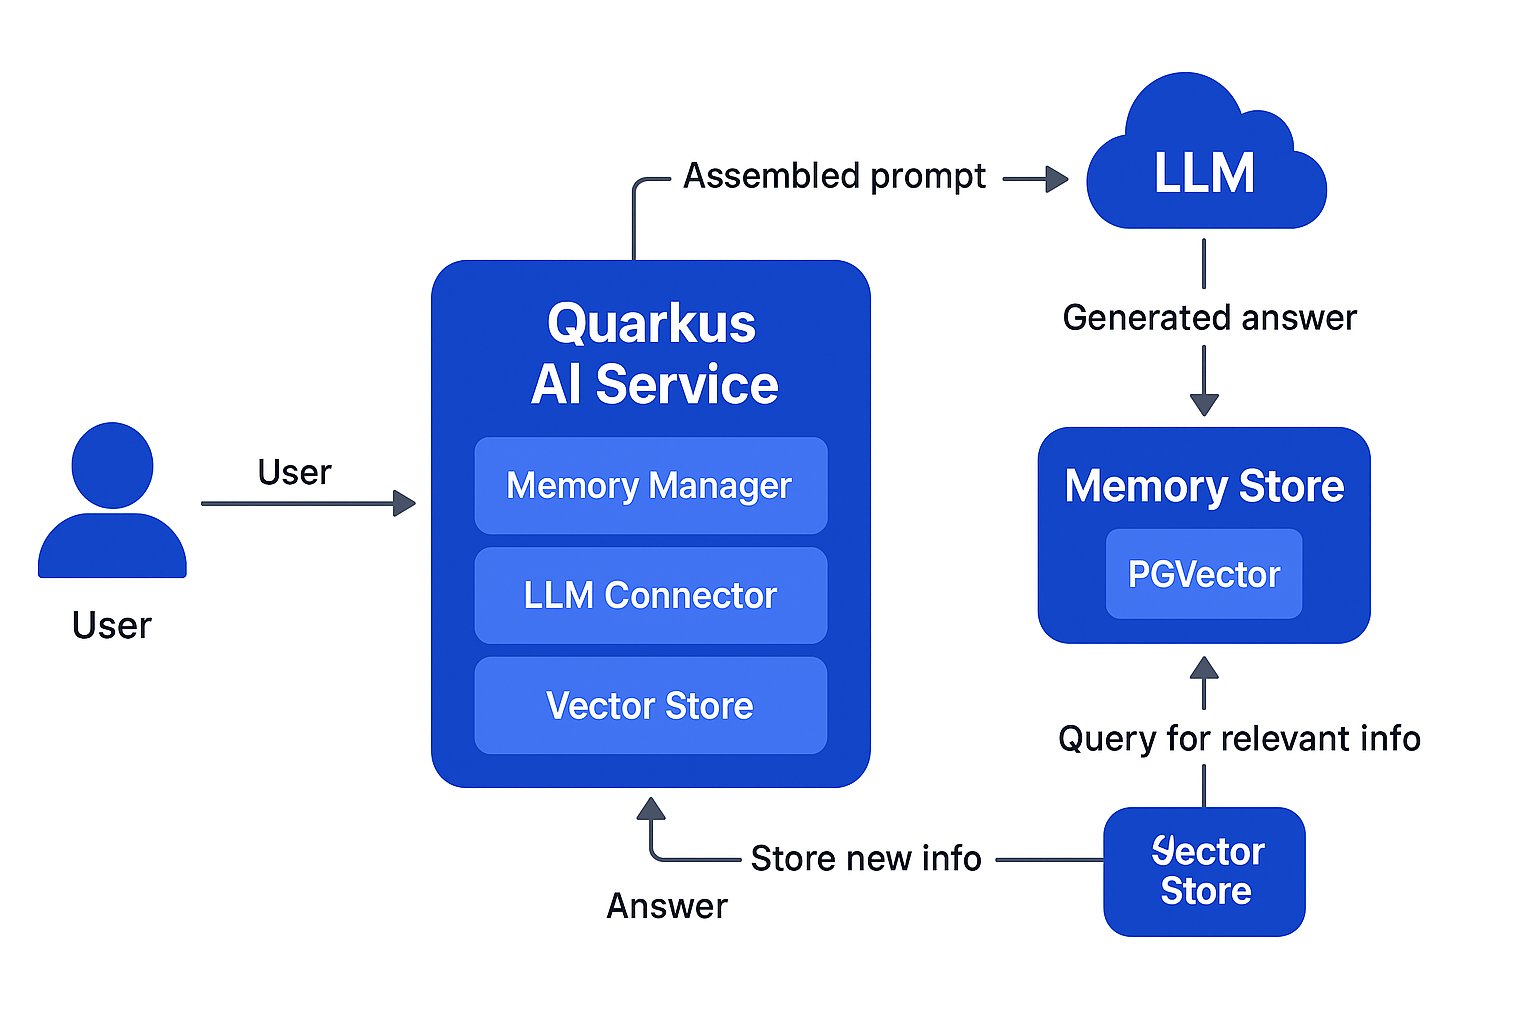 Assembled prompt
LLM
Generated answer
Quarkus
AI Service
Memory Manager
LLM Connector
Vector Store
User
User
Memory Store
PGVector
Query for relevant info
Store new info
Answer
Store